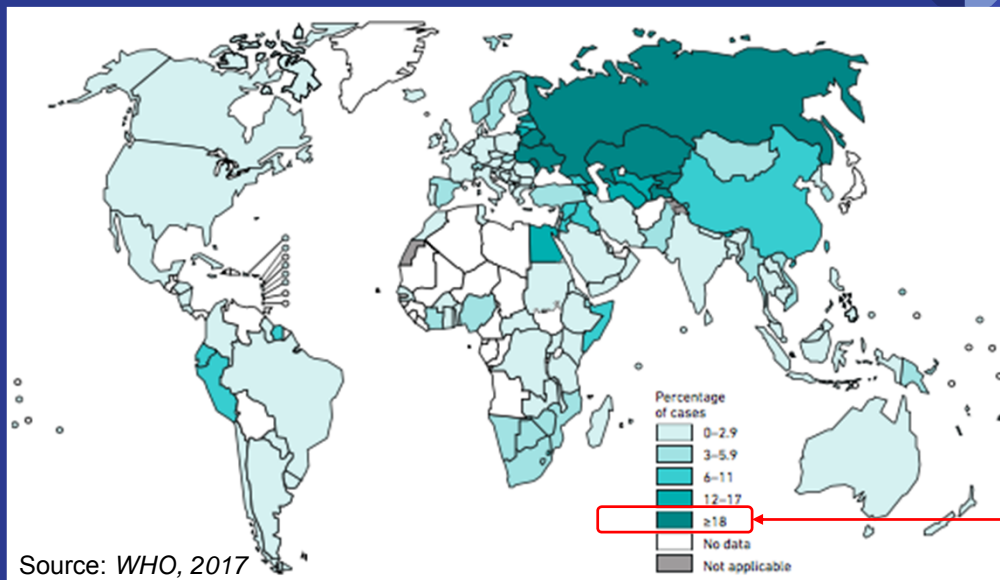 Percentage
of cases
0–2.9
3–5.9
6–11
12–17
≥18
No data
Not applicable
Source: WHO, 2017